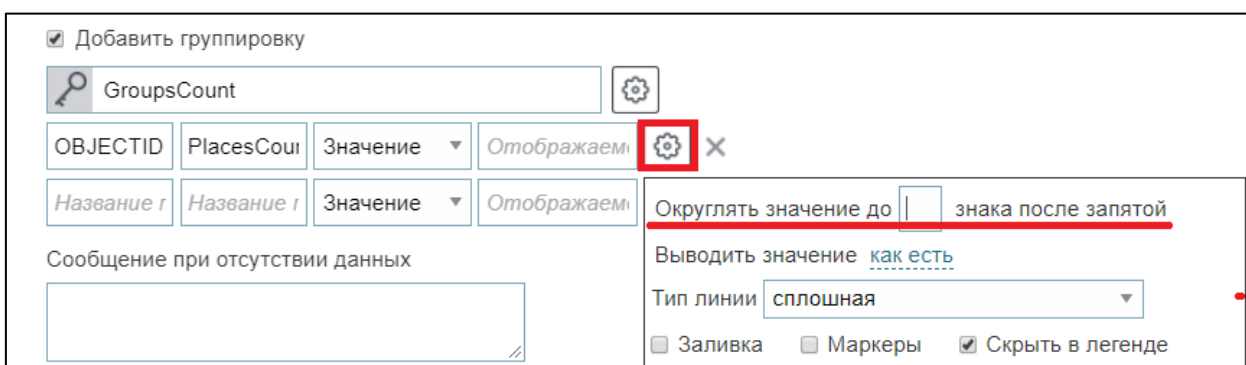 Добавить группировку
GroupsCount
OBJECTID PlacesCour Значение Отображаем
Название г Название г Значение Отображаем
Округлять значение до знака после запятой
Сообщение при отсутствии данных
Выводить значение как есть
Тип линии сплошная
Заливка Маркеры Скрыть в легенде